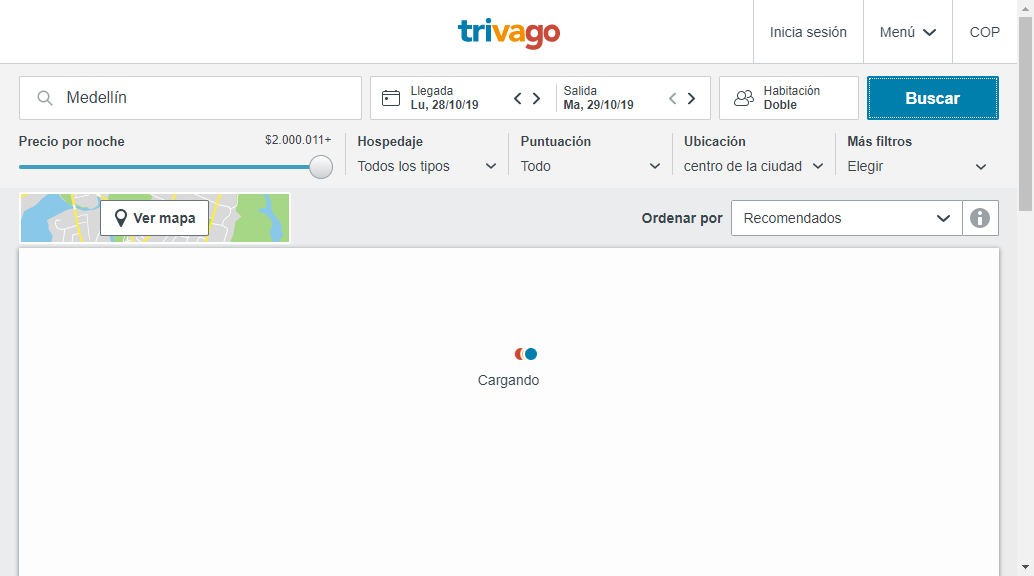 trivago
Inicia sesión
Menú
COP
Medellín
Llegada
Lu, 28/10/19
Salida
Ma, 29/10/19
Habitación
Doble
Buscar
Precio por noche
$2.000.011+
Hospedaje
Todos los tipos
Puntuación
Todo
Ubicación
centro de la ciudad
Más filtros
Elegir
Ver mapa
Ordenar por
Recomendados
Cargando